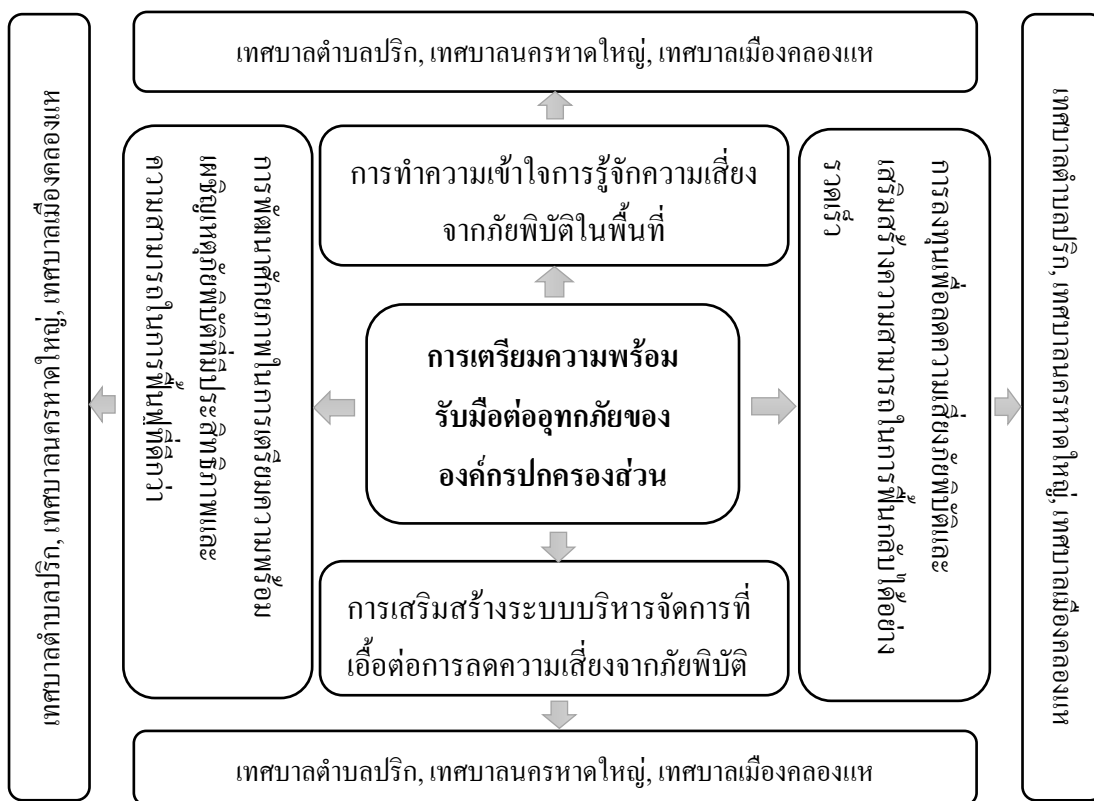 เทศบาลตำบลปริก, เทศบาลนครหาดใหญ่, เทศบาลเมืองคลองแห
การทำความเข้าใจการรู้จักความเสี่ยง
จากภัยพิบัติในพื้นที่
เทศบาลตำบลปริก, เทศบาลนครหาดใหญ่, เทศบาลเมืองคลองแห
การพัฒนาศักยภาพในการเตรียมความพร้อม
เผชิญเหตุภัยพิบัติที่มีประสิทธิภาพและ
ความสามารถในการฟื้นฟูที่ดีกว่า
การเตรียมความพร้อม
รับมือต่ออุทกภัยของ
องค์กรปกครองส่วน
การลงทุนเพื่อลดความเสี่ยงภัยพิบัติและ
เสริมสร้างความสามารถในการฟื้นกลับได้อย่าง
รวดเร็ว
เทศบาลตำบลปริก, เทศบาลนครหาดใหญ่, เทศบาลเมืองคลองแห
การเสริมสร้างระบบบริหารจัดการที่
เอื้อต่อการลดความเสี่ยงจากภัยพิบัติ
เทศบาลตำบลปริก, เทศบาลนครหาดใหญ่, เทศบาลเมืองคลองแห